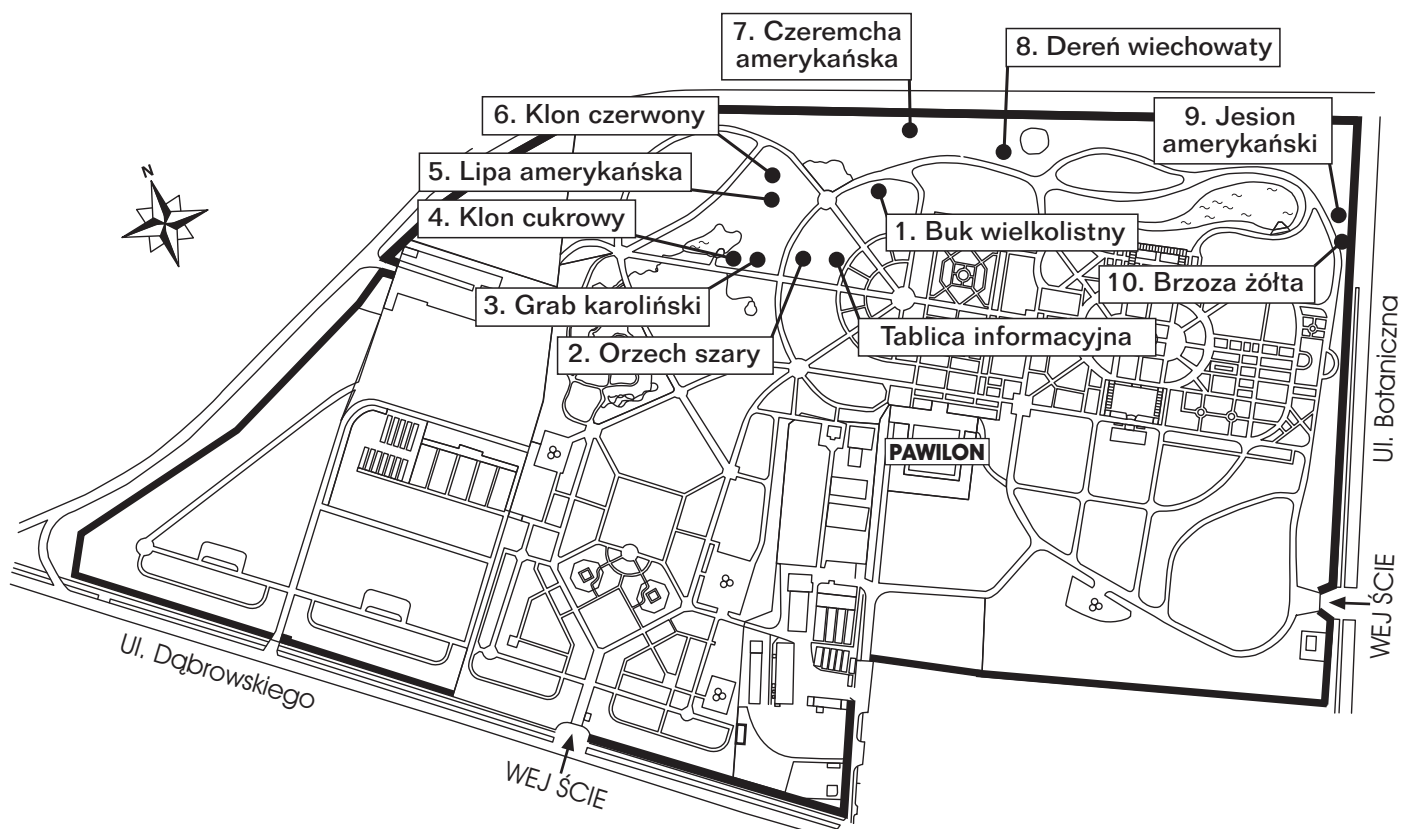 7. Czeremcha
amerykańska
8. Dereń wiechowaty
6. Klon czerwony
9. Jesion
amerykański
5. Lipa amerykańska
4. Klon cukrowy
1. Buk wielkolistny
10. Brzoza żółta
3. Grab karoliński
2. Orzech szary
Tablica informacyjna
N
PAWILON
Ul. Botaniczna
WEJ ŚCIE
Ul. Dąbrowskiego
WEJ ŚCIE